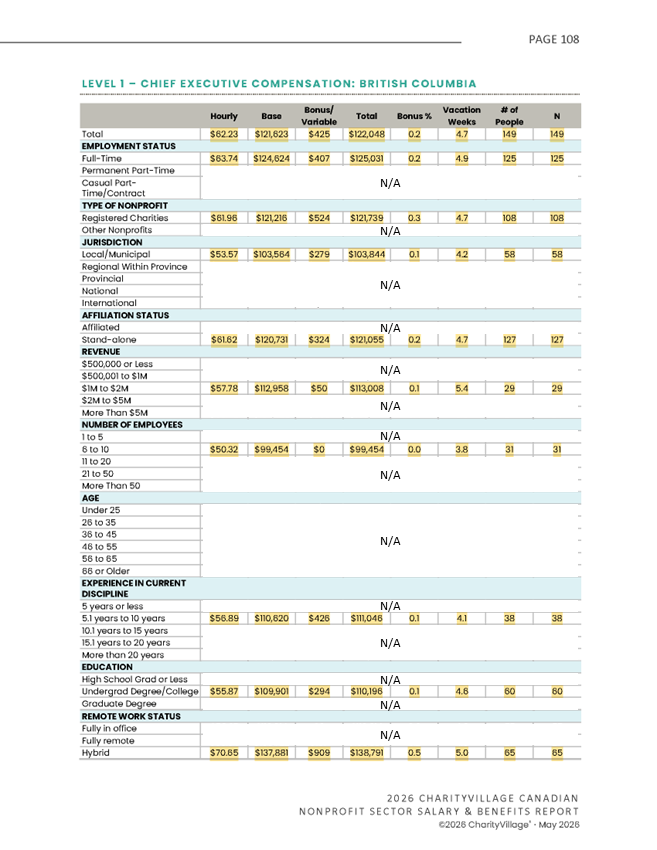 PAGE 108
LEVEL 1 – CHIEF EXECUTIVE COMPENSATION: BRITISH COLUMBIA
Hourly Base Bonus/ Variable Total Bonus % Vacation Weeks # of People N
Total $62.23 $121,623 $425 $122,048 0.2 4.7 149 149
EMPLOYMENT STATUS
Full-Time $63.74 $124,624 $407 $125,031 0.2 4.9 125 125
Permanent Part-Time
Casual Part-
Time/Contract
N/A
TYPE OF NONPROFIT
Registered Charities $61.96 $121,216 $524 $121,739 0.3 4.7 108 108
Other Nonprofits N/A
JURISDICTION
Local/Municipal $53.57 $103,564 $279 $103,844 0.1 4.2 58 58
Regional Within Province
Provincial
N/A
National
International
AFFILIATION STATUS
Affiliated N/A
Stand-alone $61.62 $120,731 $324 $121,055 0.2 4.7 127 127
REVENUE
$500,000 or Less
N/A
$500,001 to $1M
$1M to $2M $57.78 $112,958 $50 $113,008 0.1 5.4 29 29
$2M to $5M
N/A
More Than $5M
NUMBER OF EMPLOYEES
1 to 5 N/A
6 to 10 $50.32 $99,454 $0 $99,454 0.0 3.8 31 31
11 to 20
21 to 50 N/A
More Than 50
AGE
Under 25
26 to 35
36 to 45
N/A
46 to 55
56 to 65
66 or Older
EXPERIENCE IN CURRENT
DISCIPLINE
5 years or less N/A
5.1 years to 10 years $56.89 $110,620 $426 $111,046 0.1 4.1 38 38
10.1 years to 15 years
15.1 years to 20 years N/A
More than 20 years
EDUCATION
High School Grad or Less N/A
Undergrad Degree/College $55.87 $109,901 $294 $110,196 0.1 4.6 60 60
Graduate Degree N/A
REMOTE WORK STATUS
Fully in office
N/A
Fully remote
Hybrid $70.65 $137,881 $909 $138,791 0.5 5.0 65 65
2026 CHARITYVILLAGE CANADIAN
NONPROFIT SECTOR SALARY & BENEFITS REPORT
©2026 CharityVillage® · May 2026